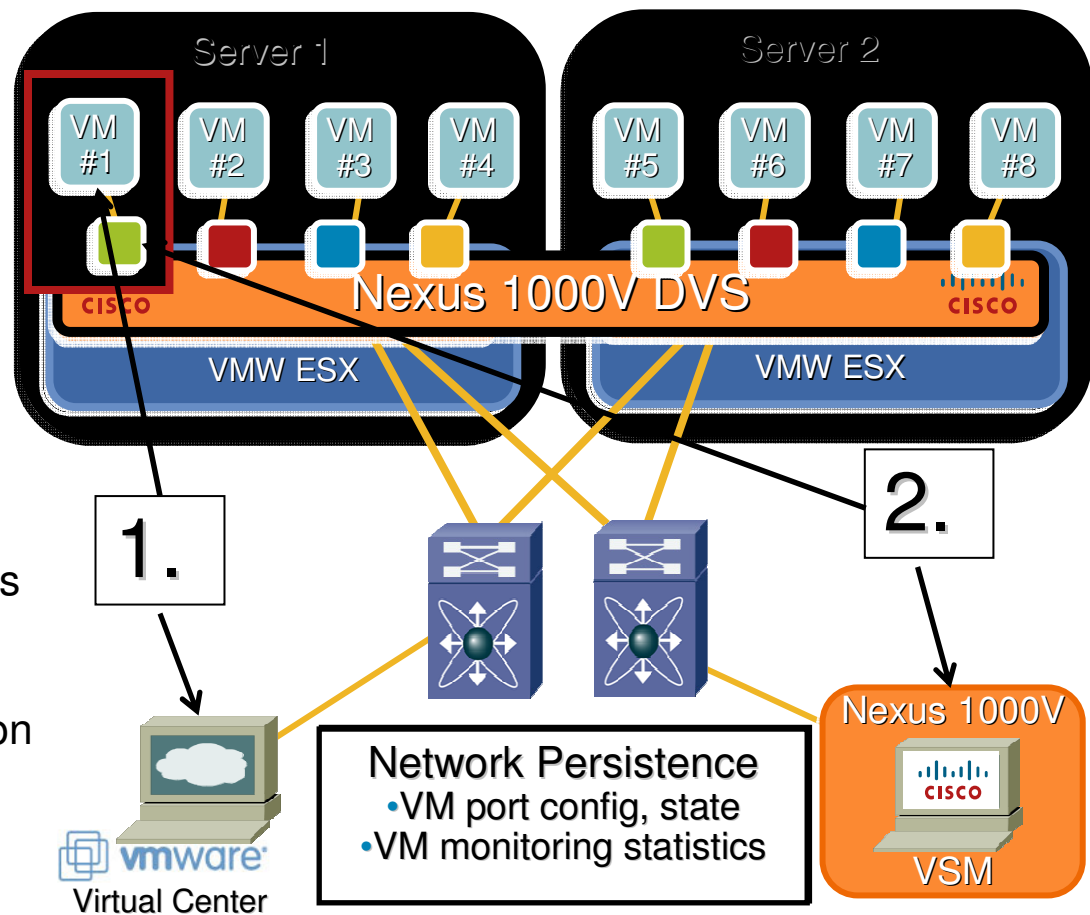 Server 1
Server 2
VM #1
VM #2
VM #3
VM #4
VM #5
VM #6
VM #7
VM #8
CISCO
Nexus 1000V DVS
CISCO
VMW ESX
VMW ESX
1.
2.
s
on
Network Persistence
•VM port config, state
•VM monitoring statistics
Nexus 1000V
CISCO
VSM
vmware
Virtual Center